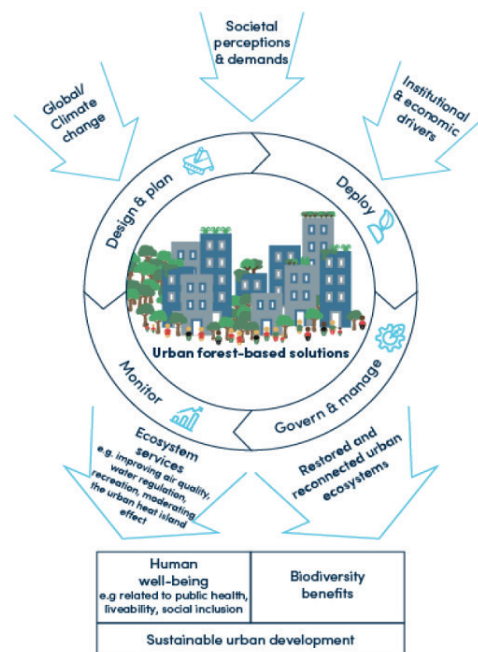 Societal
perceptions
& demands
Global/
Climate
change
Institutional
& economic
drivers
Design & plan
Deploy
Urban forest-based solutions
Monitor
Govern & manage
Ecosystem
services
e.g. improving air quality,
water regulation,
recreation, moderating
the urban heat island
effect
Restored and
reconnected urban
ecosystems
Human
well-being
e.g related to public health,
liveability, social inclusion
Biodiversity
benefits
Sustainable urban development